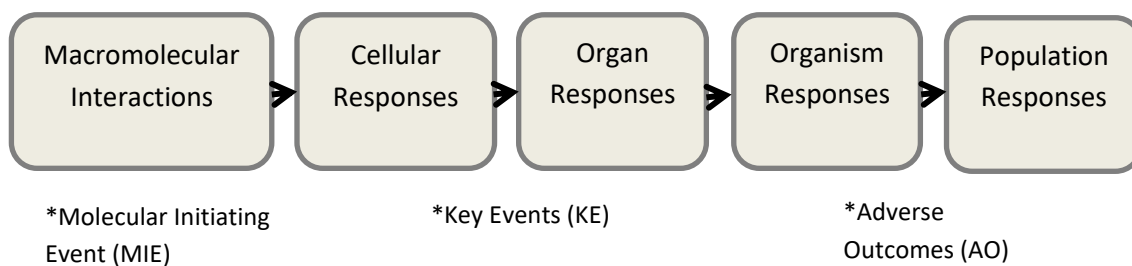 Macromolecular
Interactions
Cellular
Responses
Organ
Responses
Organism
Responses
Population
Responses
*Molecular Initiating
Event (MIE)
*Key Events (KE)
*Adverse
Outcomes (AO)